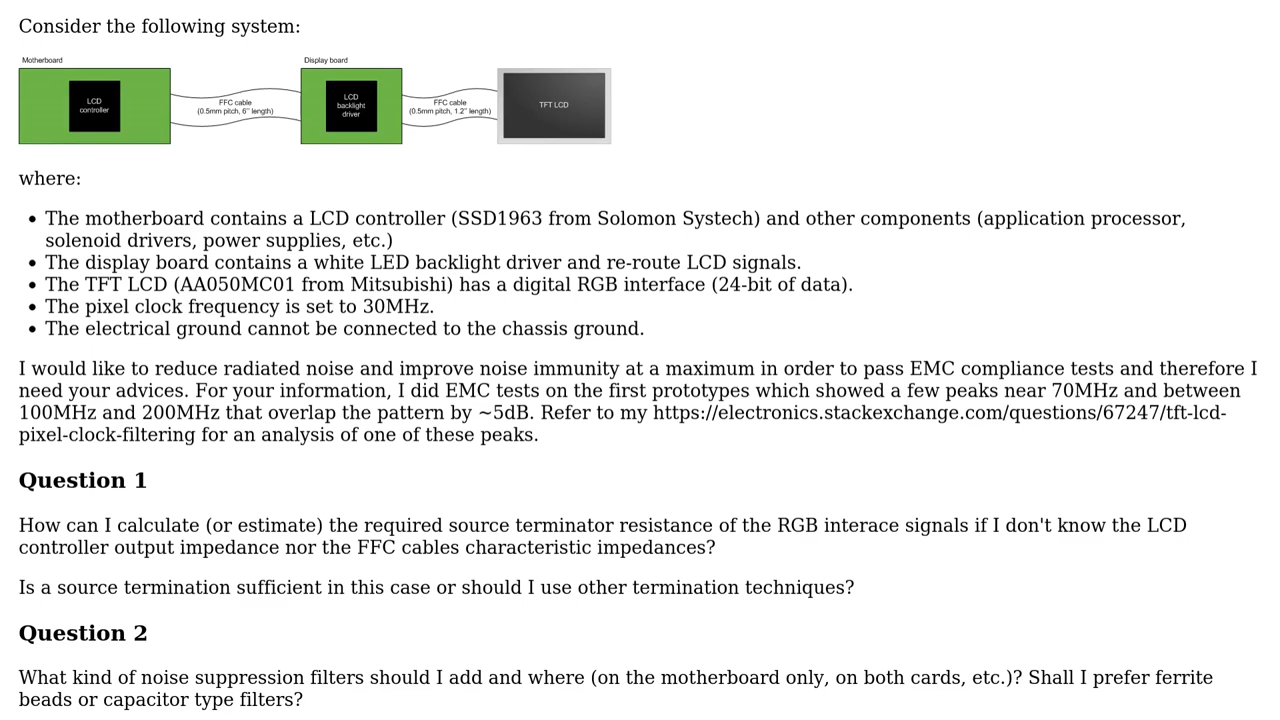 Consider the following system:
Motherboard
Display board
LCD
controller
FFC cable
(0.5mm pitch, 6" length)
LCD
backlight
driver
FFC cable
(0.5mm pitch, 1.2" length)
TFT LCD
where:
• The motherboard contains a LCD controller (SSD1963 from Solomon Systech) and other components (application processor,
solenoid drivers, power supplies, etc.)
• The display board contains a white LED backlight driver and re-route LCD signals.
• The TFT LCD (AA050MC01 from Mitsubishi) has a digital RGB interface (24-bit of data).
• The pixel clock frequency is set to 30MHz.
• The electrical ground cannot be connected to the chassis ground.
I would like to reduce radiated noise and improve noise immunity at a maximum in order to pass EMC compliance tests and therefore I
need your advices. For your information, I did EMC tests on the first prototypes which showed a few peaks near 70MHz and between
100MHz and 200MHz that overlap the pattern by ~5dB. Refer to my https://electronics.stackexchange.com/questions/67247/tft-lcd-
pixel-clock-filtering for an analysis of one of these peaks.
Question 1
How can I calculate (or estimate) the required source terminator resistance of the RGB interace signals if I don't know the LCD
controller output impedance nor the FFC cables characteristic impedances?
Is a source termination sufficient in this case or should I use other termination techniques?
Question 2
What kind of noise suppression filters should I add and where (on the motherboard only, on both cards, etc.)? Shall I prefer ferrite
beads or capacitor type filters?